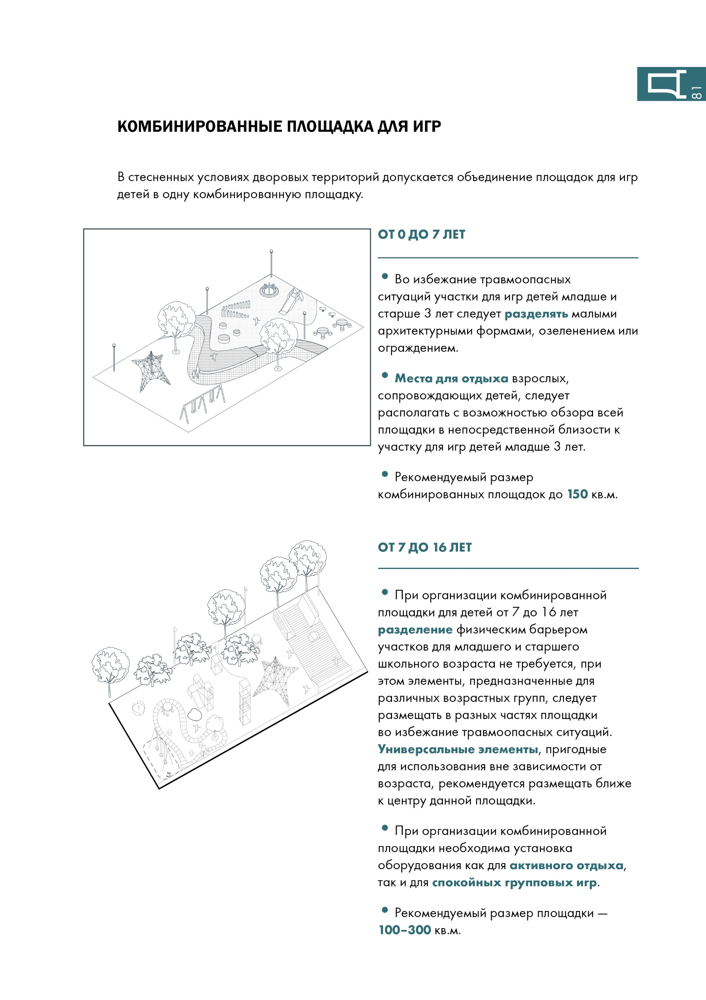 81
КОМБИНИРОВАННЫЕ ПЛОЩАДКА ДЛЯ ИГР
В стесненных условиях дворовых территорий допускается объединение площадок для игр
детей в одну комбинированную площадку.
ОТ 0 ДО 7 ЛЕТ
• Во избежание травмоопасных
ситуаций участки для игр детей младше и
старше 3 лет следует разделять малыми
архитектурными формами, озеленением или
ограждением.
• Места для отдыха взрослых,
сопровождающих детей, следует
располагать с возможностью обзора всей
площадки в непосредственной близости к
участку для игр детей младше 3 лет.
• Рекомендуемый размер
комбинированных площадок до 150 кв.м.
ОТ 7 ДО 16 ЛЕТ
• При организации комбинированной
площадки для детей от 7 до 16 лет
разделение физическим барьером
участков для младшего и старшего
школьного возраста не требуется, при
этом элементы, предназначенные для
различных возрастных групп, следует
размещать в разных частях площадки
во избежание травмоопасных ситуаций.
Универсальные элементы, пригодные
для использования вне зависимости от
возраста, рекомендуется размещать ближе
к центру данной площадки.
• При организации комбинированной
площадки необходима установка
оборудования как для активного отдыха,
так и для спокойных групповых игр.
• Рекомендуемый размер площадки —
100–300 кв.м.
1,5